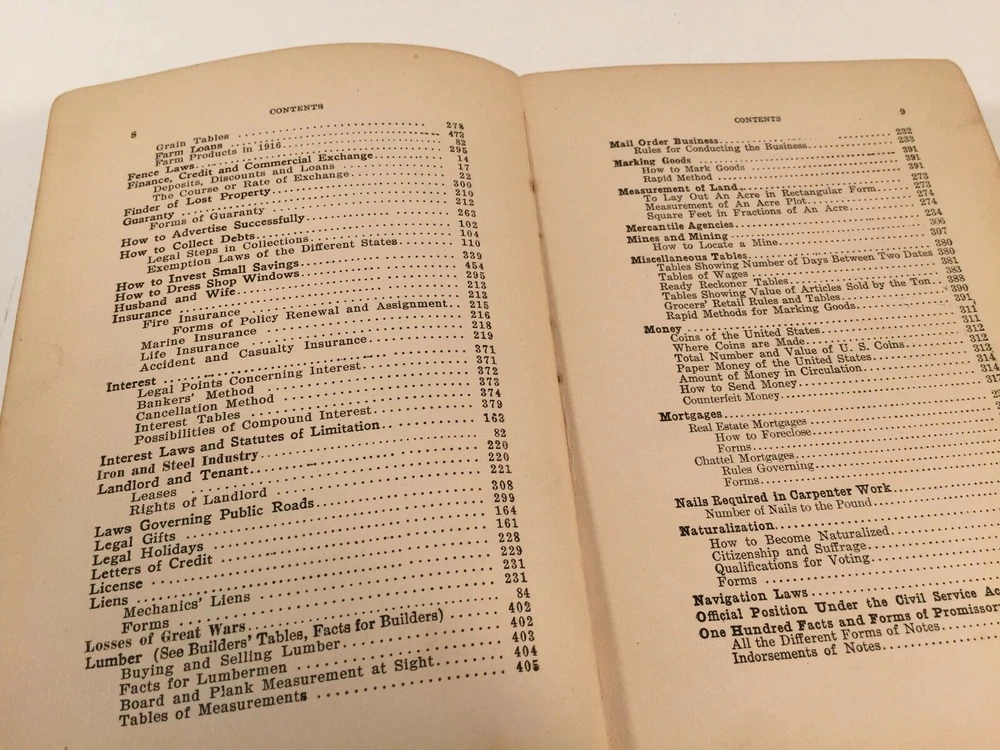 8
CONTENTS
Grain Tables 278
Farm Loans 472
Farm Products in 1916 82
Fence Laws 295
Finance, Credit and Commercial Exchange 14
Deposits, Discounts and Loans 17
The Course or Rate of Exchange 22
Finder of Lost Property 300
Guaranty 210
Forms of Guaranty 212
How to Advertise Successfully 263
How to Collect Debts 102
Legal Steps in Collections 104
Exemption Laws of the Different States 110
How to Invest Small Savings 339
How to Dress Shop Windows 454
Husband and Wife 295
Insurance 213
Fire Insurance 213
Forms of Policy Renewal and Assignment 215
Marine Insurance 216
Life Insurance 218
Accident and Casualty Insurance 219
Interest 371
Legal Points Concerning Interest 371
Bankers' Method 372
Cancellation Method 373
Interest Tables 374
Possibilities of Compound Interest 379
Interest Laws and Statutes of Limitation 163
Iron and Steel Industry 82
Landlord and Tenant 220
Leases 220
Rights of Landlord 221
Laws Governing Public Roads 308
Legal Gifts 299
Legal Holidays 164
Letters of Credit 161
License 228
Liens 229
Mechanics' Liens 231
Forms 231
Losses of Great Wars 84
Lumber (See Builders' Tables, Facts for Builders) 402
Buying and Selling Lumber 402
Facts for Lumbermen 403
Board and Plank Measurement at Sight 404
Tables of Measurements 405
CONTENTS
9
Mail Order Business 232
Rules for Conducting the Business 233
Marking Goods 391
How to Mark Goods 391
Rapid Method 391
Measurement of Land 273
To Lay Out An Acre in Rectangular Form 273
Measurement of An Acre Plot 274
Square Feet in Fractions of An Acre 274
Mercantile Agencies 234
Mines and Mining 306
How to Locate a Mine 307
Miscellaneous Tables 380
Tables Showing Number of Days Between Two Dates 380
Tables of Wages 381
Ready Reckoner Tables 383
Tables Showing Value of Articles Sold by the Ton 388
Grocers' Retail Rules and Tables 390
Rapid Methods for Marking Goods 391
Money 311
Coins of the United States 311
Where Coins are Made 312
Total Number and Value of U. S. Coins 312
Paper Money of the United States 313
Amount of Money in Circulation 314
How to Send Money 314
Counterfeit Money
Mortgages
Real Estate Mortgages
How to Foreclose
Forms
Chattel Mortgages
Rules Governing
Forms
Nails Required in Carpenter Work
Number of Nails to the Pound
Naturalization
How to Become Naturalized
Citizenship and Suffrage
Qualifications for Voting
Forms
Navigation Laws
Official Position Under the Civil Service Ac
One Hundred Facts and Forms of Promissor
All the Different Forms of Notes
Indorsements of Notes